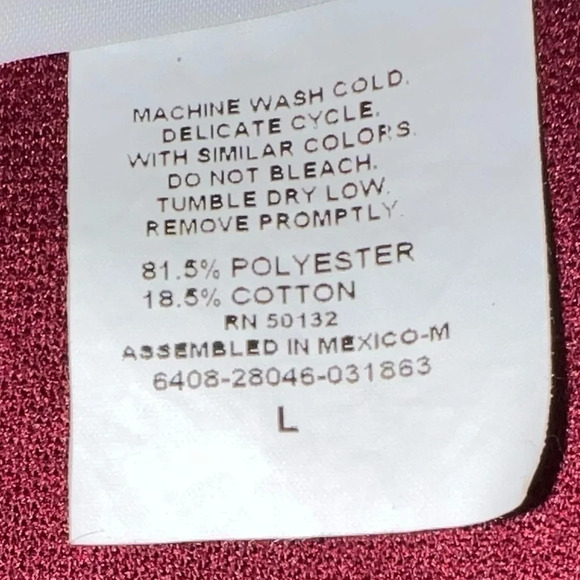 MACHINE WASH COLD.
DELICATE CYCLE.
WITH SIMILAR COLORS.
DO NOT BLEACH.
TUMBLE DRY LOW.
REMOVE PROMPTLY.
81.5% POLYESTER
18.5% COTTON
RN 50132
ASSEMBLED IN MEXICO-M
6408-28046-031863
L